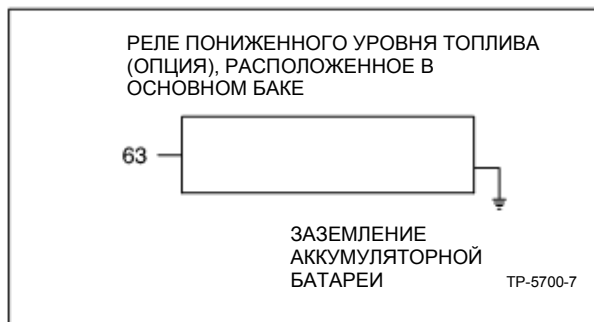 РЕЛЕ ПОНИЖЕННОГО УРОВНЯ ТОПЛИВА
(ОПЦИЯ), РАСПОЛОЖЕННОЕ В
ОСНОВНОМ БАКЕ
63
ЗАЗЕМЛЕНИЕ
АККУМУЛЯТОРНОЙ
БАТАРЕИ
TP-5700-7